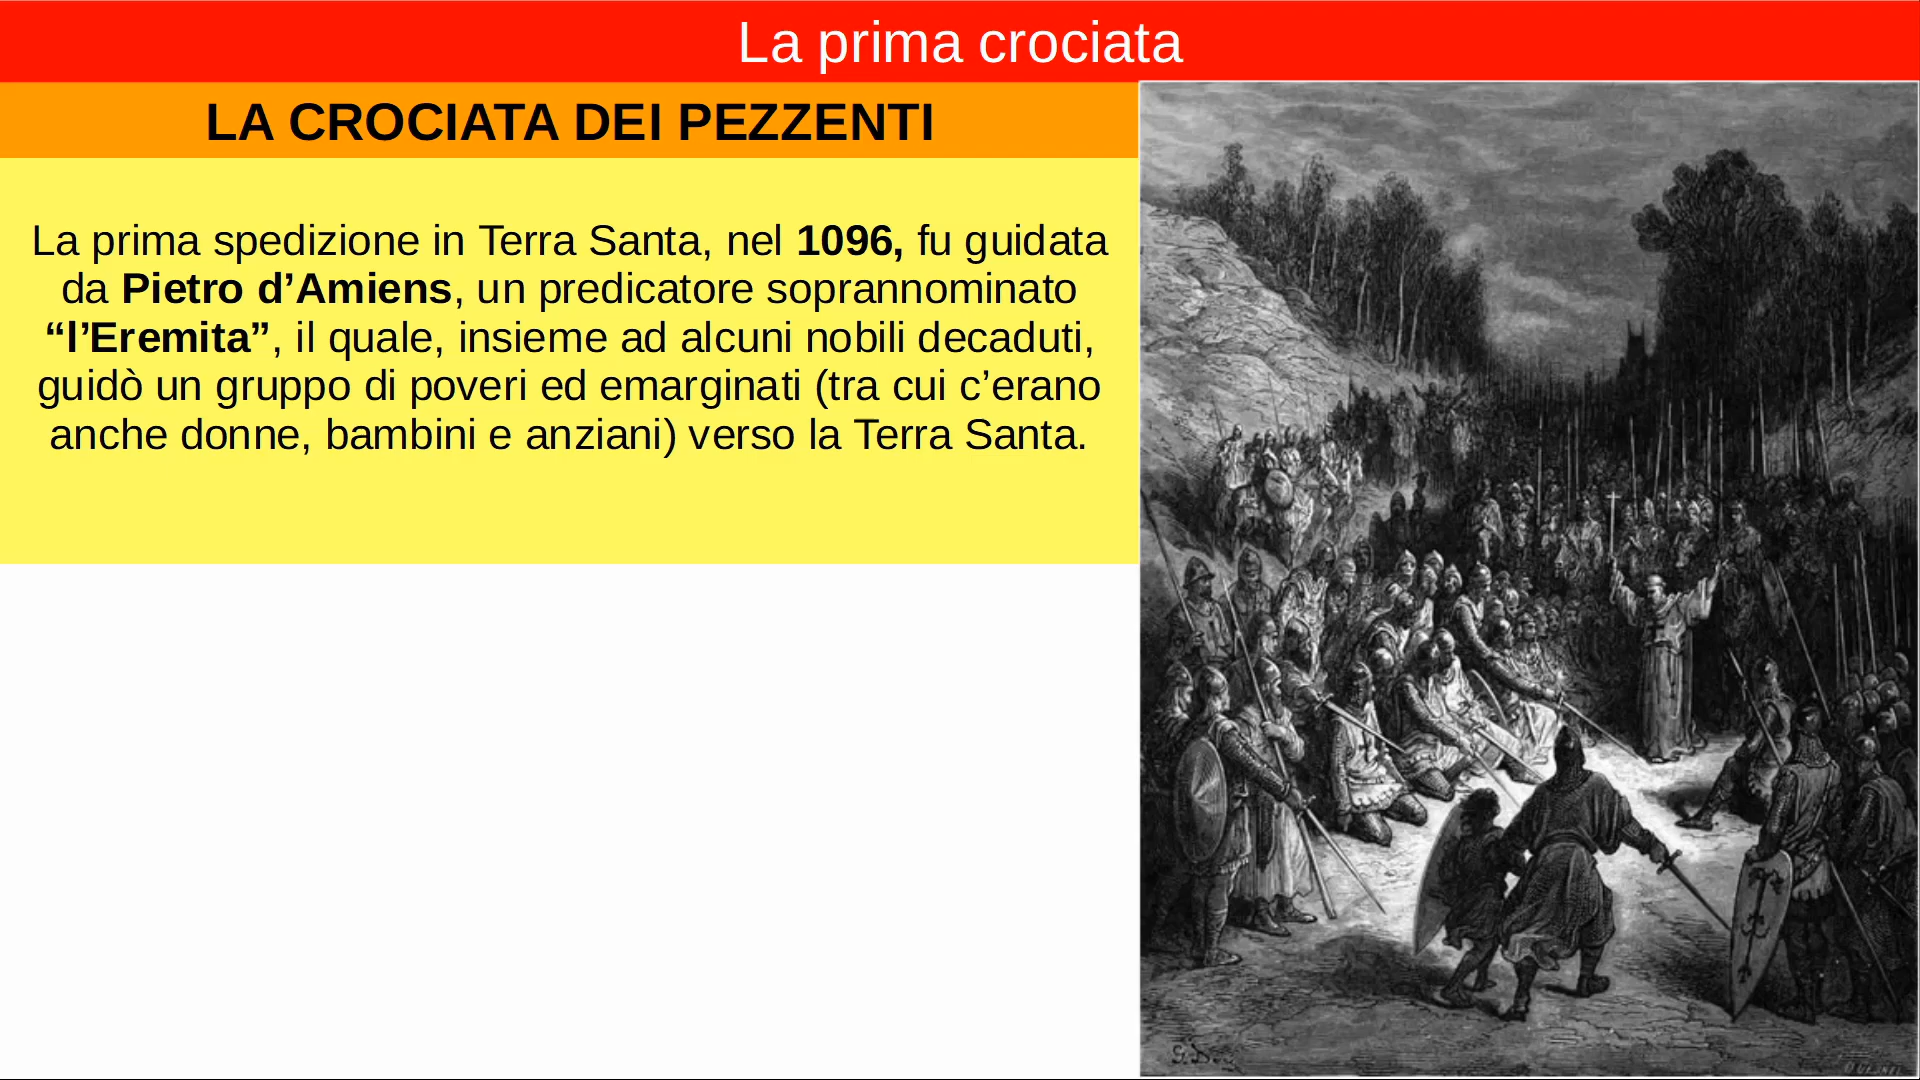 La prima crociata
LA CROCIATA DEI PEZZENTI
La prima spedizione in Terra Santa, nel 1096, fu guidata
da Pietro d’Amiens, un predicatore soprannominato
“l’Eremita”, il quale, insieme ad alcuni nobili decaduti,
guidò un gruppo di poveri ed emarginati (tra cui c’erano
anche donne, bambini e anziani) verso la Terra Santa.